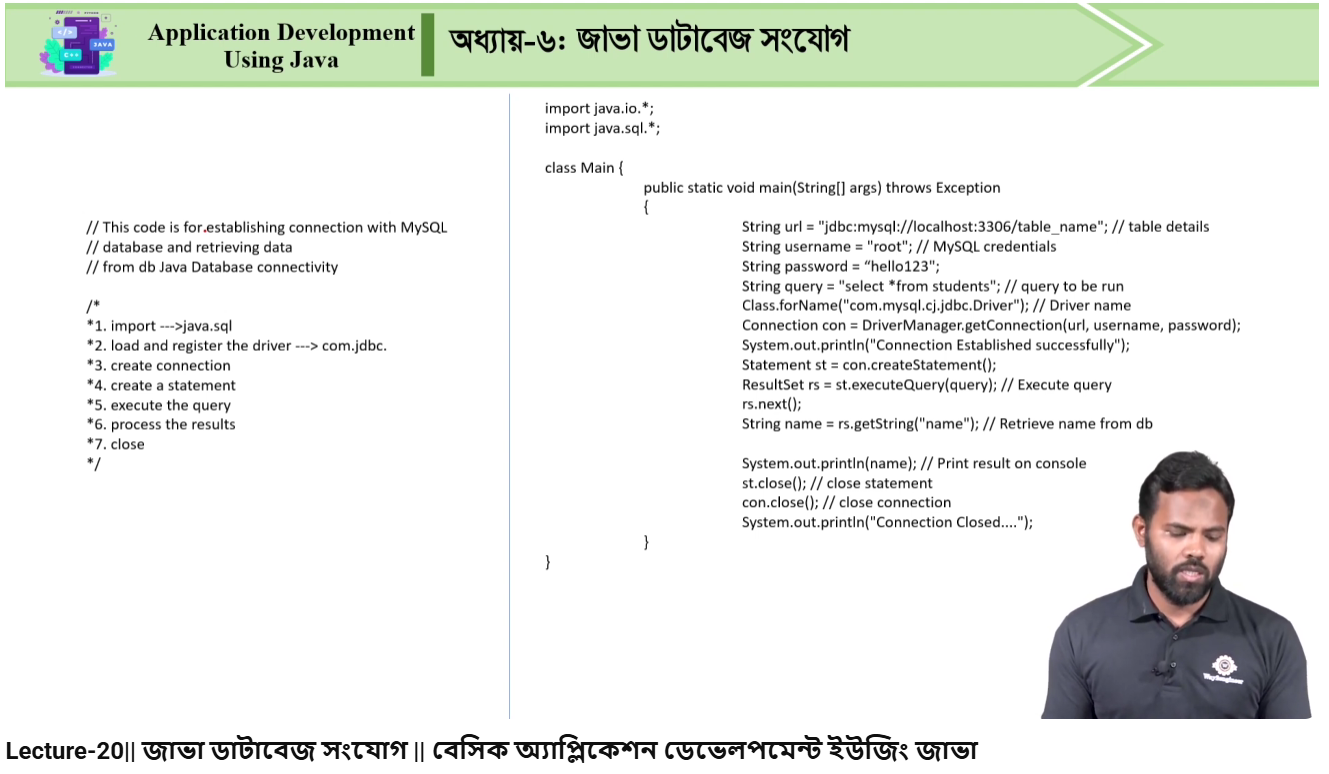 Application Development
Using Java
অধ্যায়-৬: জাভা ডাটাবেজ সংযোগ
</>
JAVA
C++
// This code is for establishing connection with MySQL
// database and retrieving data
// from db Java Database connectivity
/*
*1. import --->java.sql
*2. load and register the driver ---> com.jdbc.
*3. create connection
*4. create a statement
*5. execute the query
*6. process the results
*7. close
*/
import java.io.*;
import java.sql.*;
class Main {
public static void main(String[] args) throws Exception
{
String url = "jdbc:mysql://localhost:3306/table_name"; // table details
String username = "root"; // MySQL credentials
String password = “hello123";
String query = "select *from students"; // query to be run
Class.forName("com.mysql.cj.jdbc.Driver"); // Driver name
Connection con = DriverManager.getConnection(url, username, password);
System.out.println("Connection Established successfully");
Statement st = con.createStatement();
ResultSet rs = st.executeQuery(query); // Execute query
rs.next();
String name = rs.getString("name"); // Retrieve name from db
System.out.println(name); // Print result on console
st.close(); // close statement
con.close(); // close connection
System.out.println("Connection Closed....");
}
}
Lecture-20|| জাভা ডাটাবেজ সংযোগ || বেসিক অ্যাপ্লিকেশন ডেভেলপমেন্ট ইউজিং জাভা